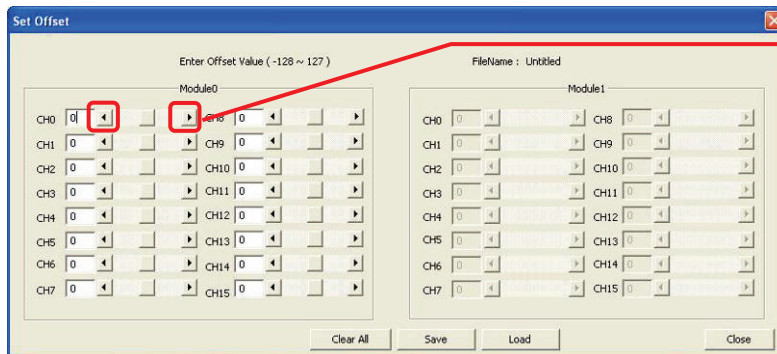 Set Offset
Enter Offset Value ( -128 ~ 127 ) FileName : Untitled
Module0 Module1
CH0 0 CH8 0 CH0 0 CH8 0
CH1 0 CH9 0 CH1 0 CH9 0
CH2 0 CH10 0 CH2 0 CH10 0
CH3 0 CH11 0 CH3 0 CH11 0
CH4 0 CH12 0 CH4 0 CH12 0
CH5 0 CH13 0 CH5 0 CH13 0
CH6 0 CH14 0 CH6 0 CH14 0
CH7 0 CH15 0 CH7 0 CH15 0
Clear All Save Load Close